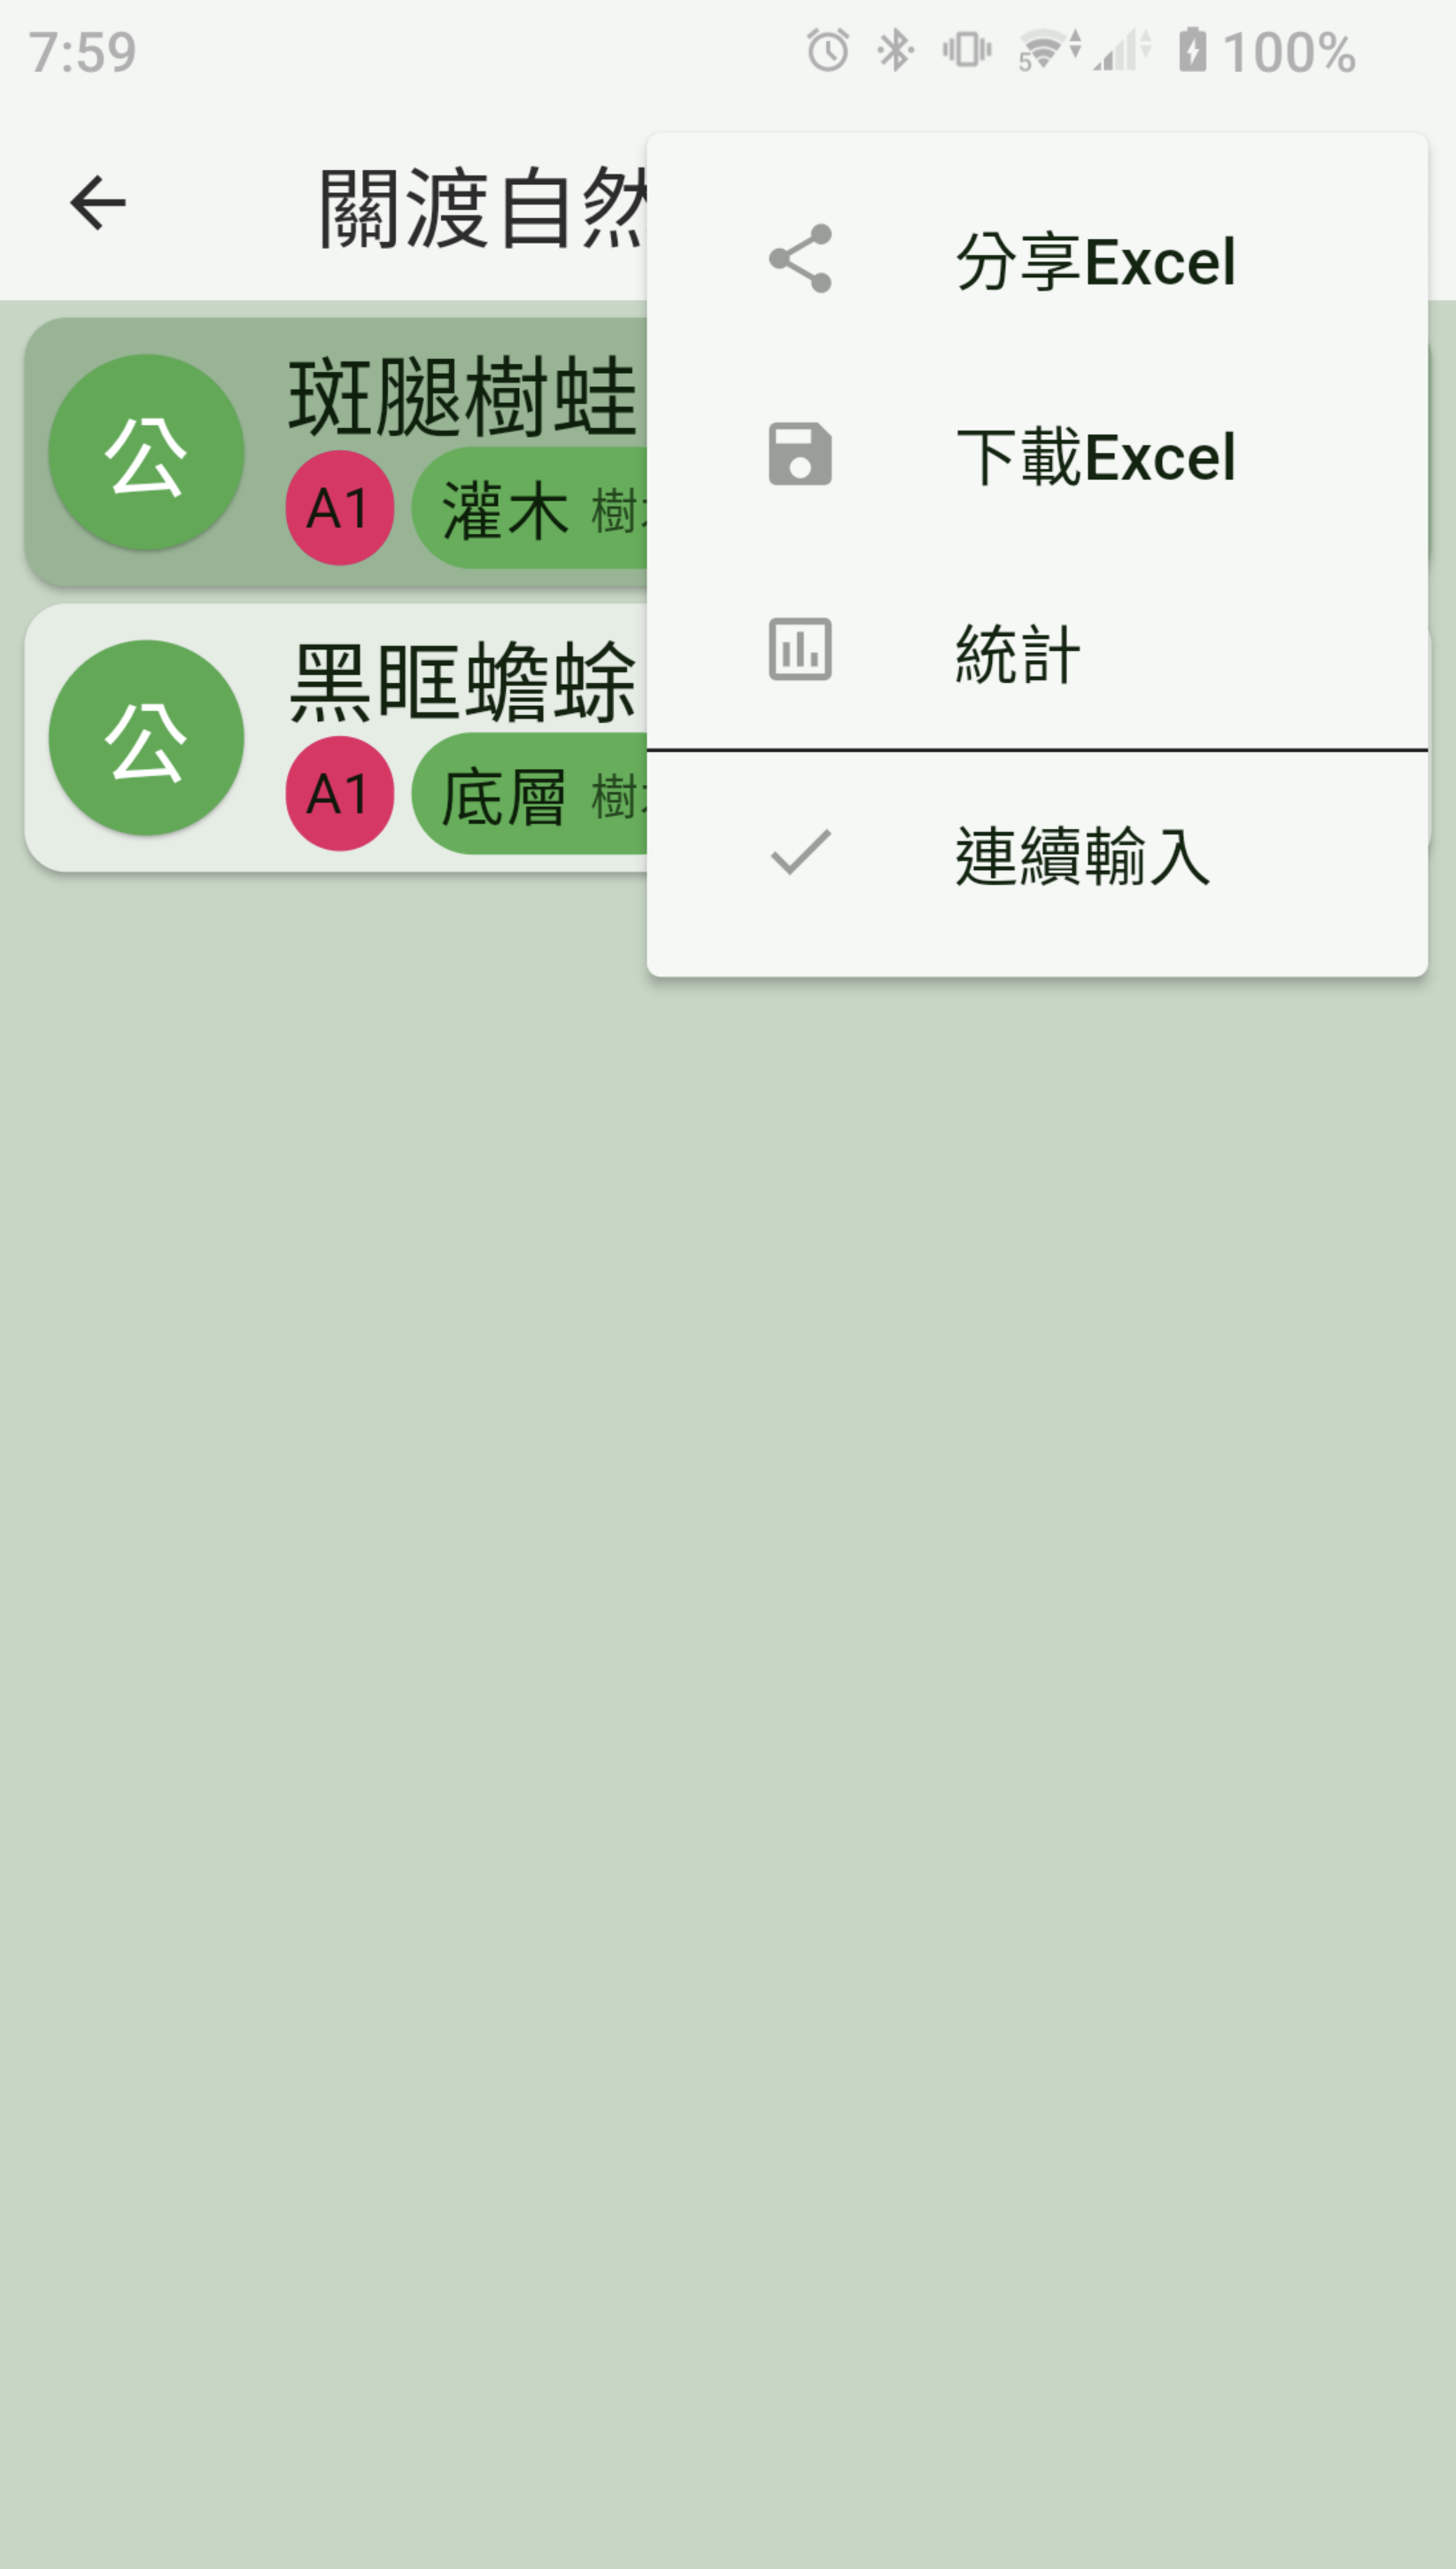 7:59
5
100%
關渡自然
分享Excel
下載Excel
統計
連續輸入
公
斑腿樹蛙
A1
灌木 樹
公
黑眶蟾蜍
A1
底層 樹